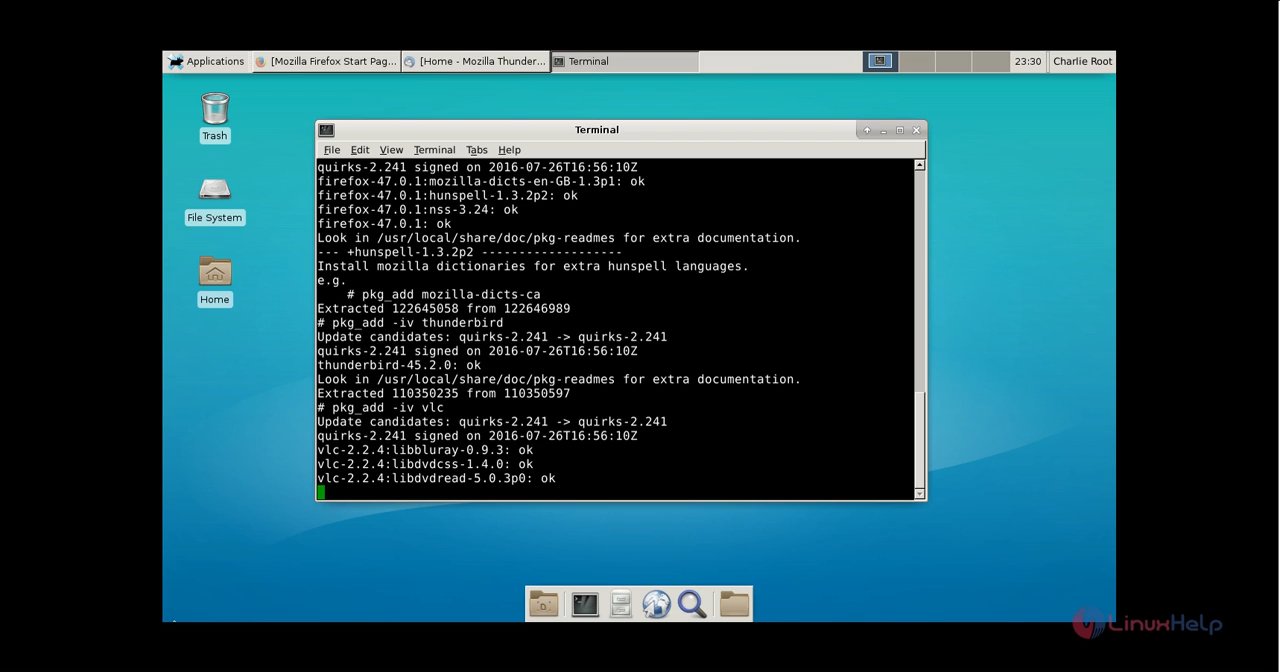 Applications
[Mozilla Firefox Start Pag...
[Home - Mozilla Thunder...
Terminal
23:30
Charlie Root
Trash
File System
Home
Terminal
File Edit View Terminal Tabs Help
quirks-2.241 signed on 2016-07-26T16:56:10Z
firefox-47.0.1:mozilla-dicts-en-GB-1.3p1: ok
firefox-47.0.1:hunspell-1.3.2p2: ok
firefox-47.0.1:nss-3.24: ok
firefox-47.0.1: ok
Look in /usr/local/share/doc/pkg-readmes for extra documentation.
--- +hunspell-1.3.2p2 -------------------
Install mozilla dictionaries for extra hunspell languages.
e.g.
    # pkg_add mozilla-dicts-ca
Extracted 122645058 from 122646989
# pkg_add -iv thunderbird
Update candidates: quirks-2.241 -> quirks-2.241
quirks-2.241 signed on 2016-07-26T16:56:10Z
thunderbird-45.2.0: ok
Look in /usr/local/share/doc/pkg-readmes for extra documentation.
Extracted 110350235 from 110350597
# pkg_add -iv vlc
Update candidates: quirks-2.241 -> quirks-2.241
quirks-2.241 signed on 2016-07-26T16:56:10Z
vlc-2.2.4:libbluray-0.9.3: ok
vlc-2.2.4:libdvdcss-1.4.0: ok
vlc-2.2.4:libdvdread-5.0.3p0: ok
LinuxHelp